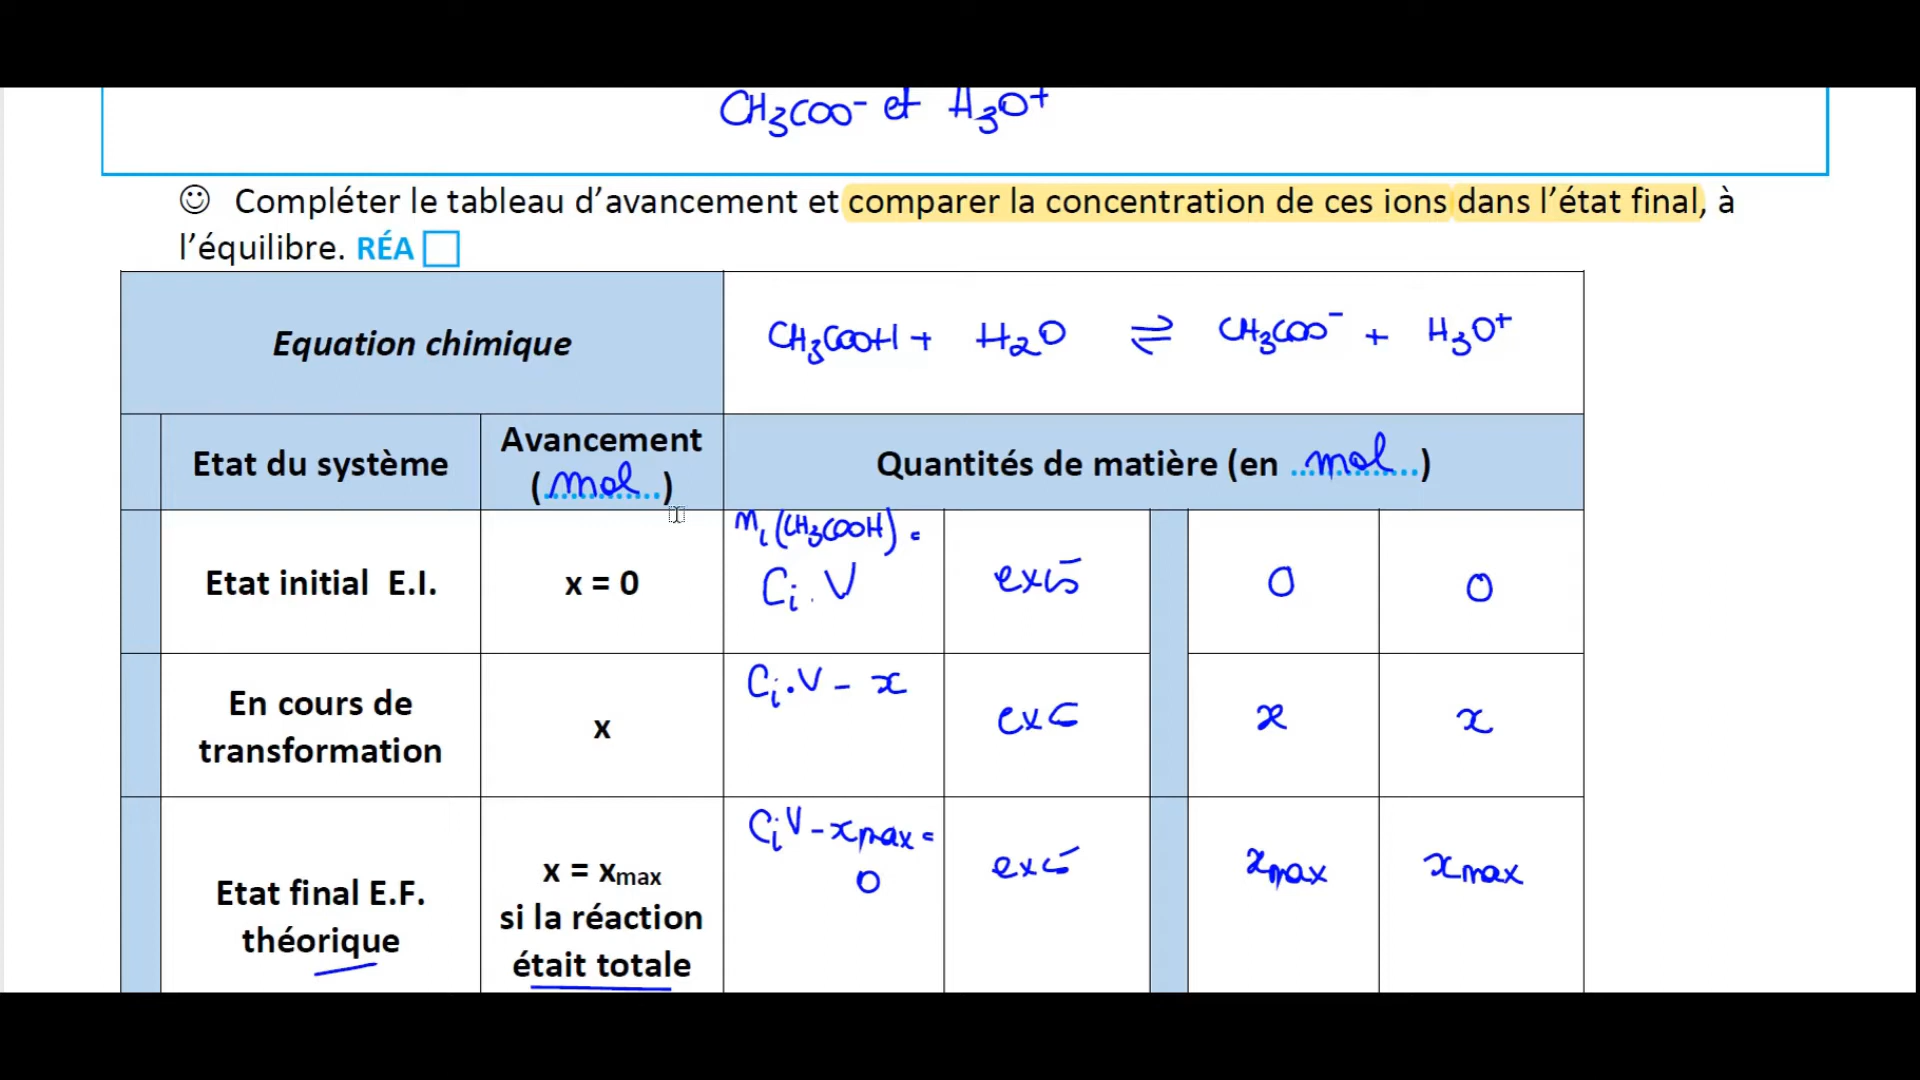 CH3COO⁻ et H3O⁺
☺ Compléter le tableau d’avancement et comparer la concentration de ces ions dans l’état final, à
l’équilibre. RÉA ☐
Equation chimique
CH3COOH + H2O ⇌ CH3COO⁻ + H3O⁺
Etat du système
Avancement
(mol)
Quantités de matière (en mol)
Etat initial E.I.
x = 0
ni(CH3COOH) =
Ci . V
excès
0
0
En cours de
transformation
x
Ci.V - x
exc
x
x
Etat final E.F.
théorique
x = xmax
si la réaction
était totale
CiV - xmax =
0
excès
xmax
xmax